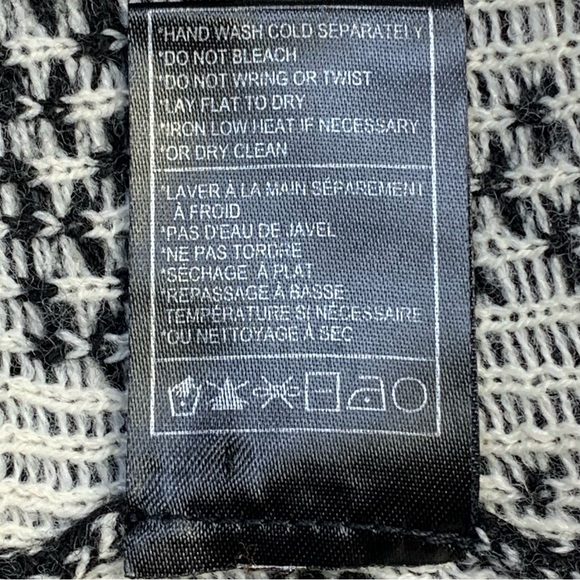 *HAND WASH COLD SEPARATELY
*DO NOT BLEACH
*DO NOT WRING OR TWIST
*LAY FLAT TO DRY
*IRON LOW HEAT IF NECESSARY
*OR DRY CLEAN
*LAVER À LA MAIN SÉPAREMENT
À FROID
*PAS D'EAU DE JAVEL
*NE PAS TORDRE
*SÉCHAGE À PLAT
*REPASSAGE À BASSE
TEMPÉRATURE SI NÉCESSAIRE
*OU NETTOYAGE À SEC